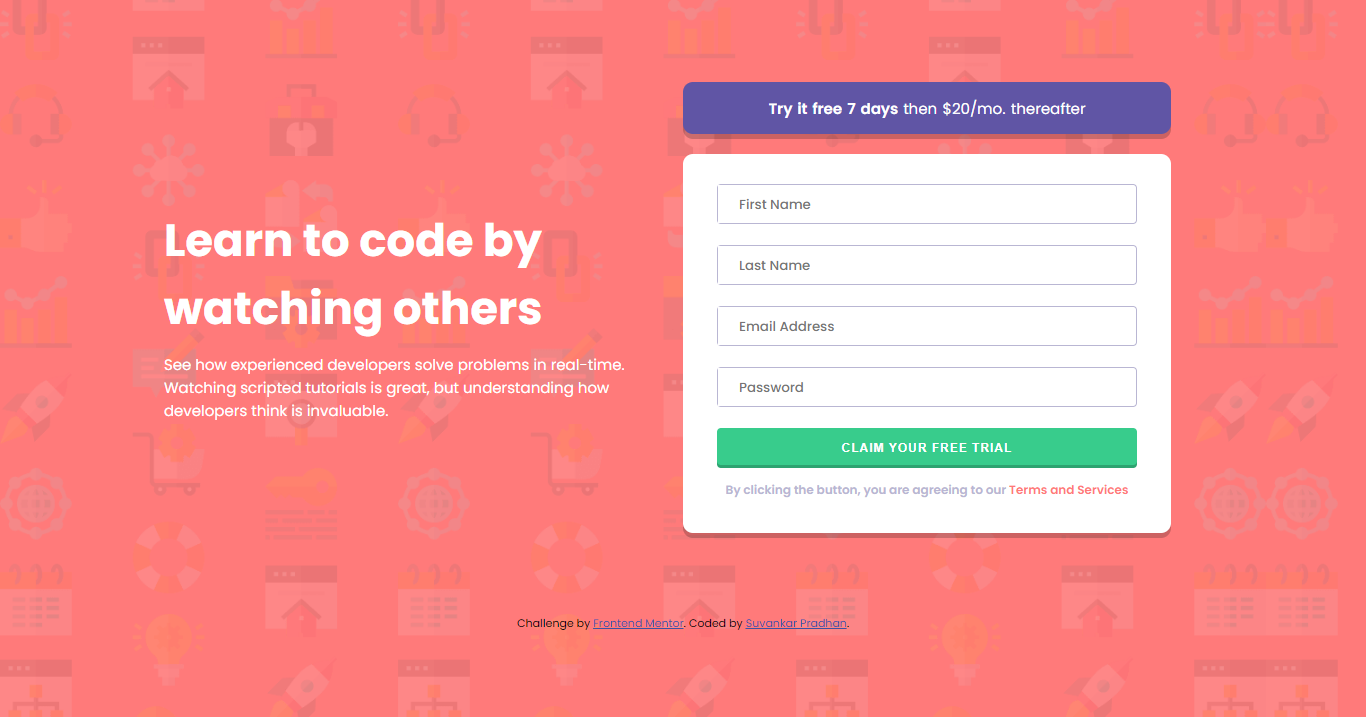 Learn to code by
watching others
See how experienced developers solve problems in real-time.
Watching scripted tutorials is great, but understanding how
developers think is invaluable.
Try it free 7 days then $20/mo. thereafter
First Name
Last Name
Email Address
Password
CLAIM YOUR FREE TRIAL
By clicking the button, you are agreeing to our Terms and Services
Challenge by Frontend Mentor. Coded by Suvankar Pradhan.